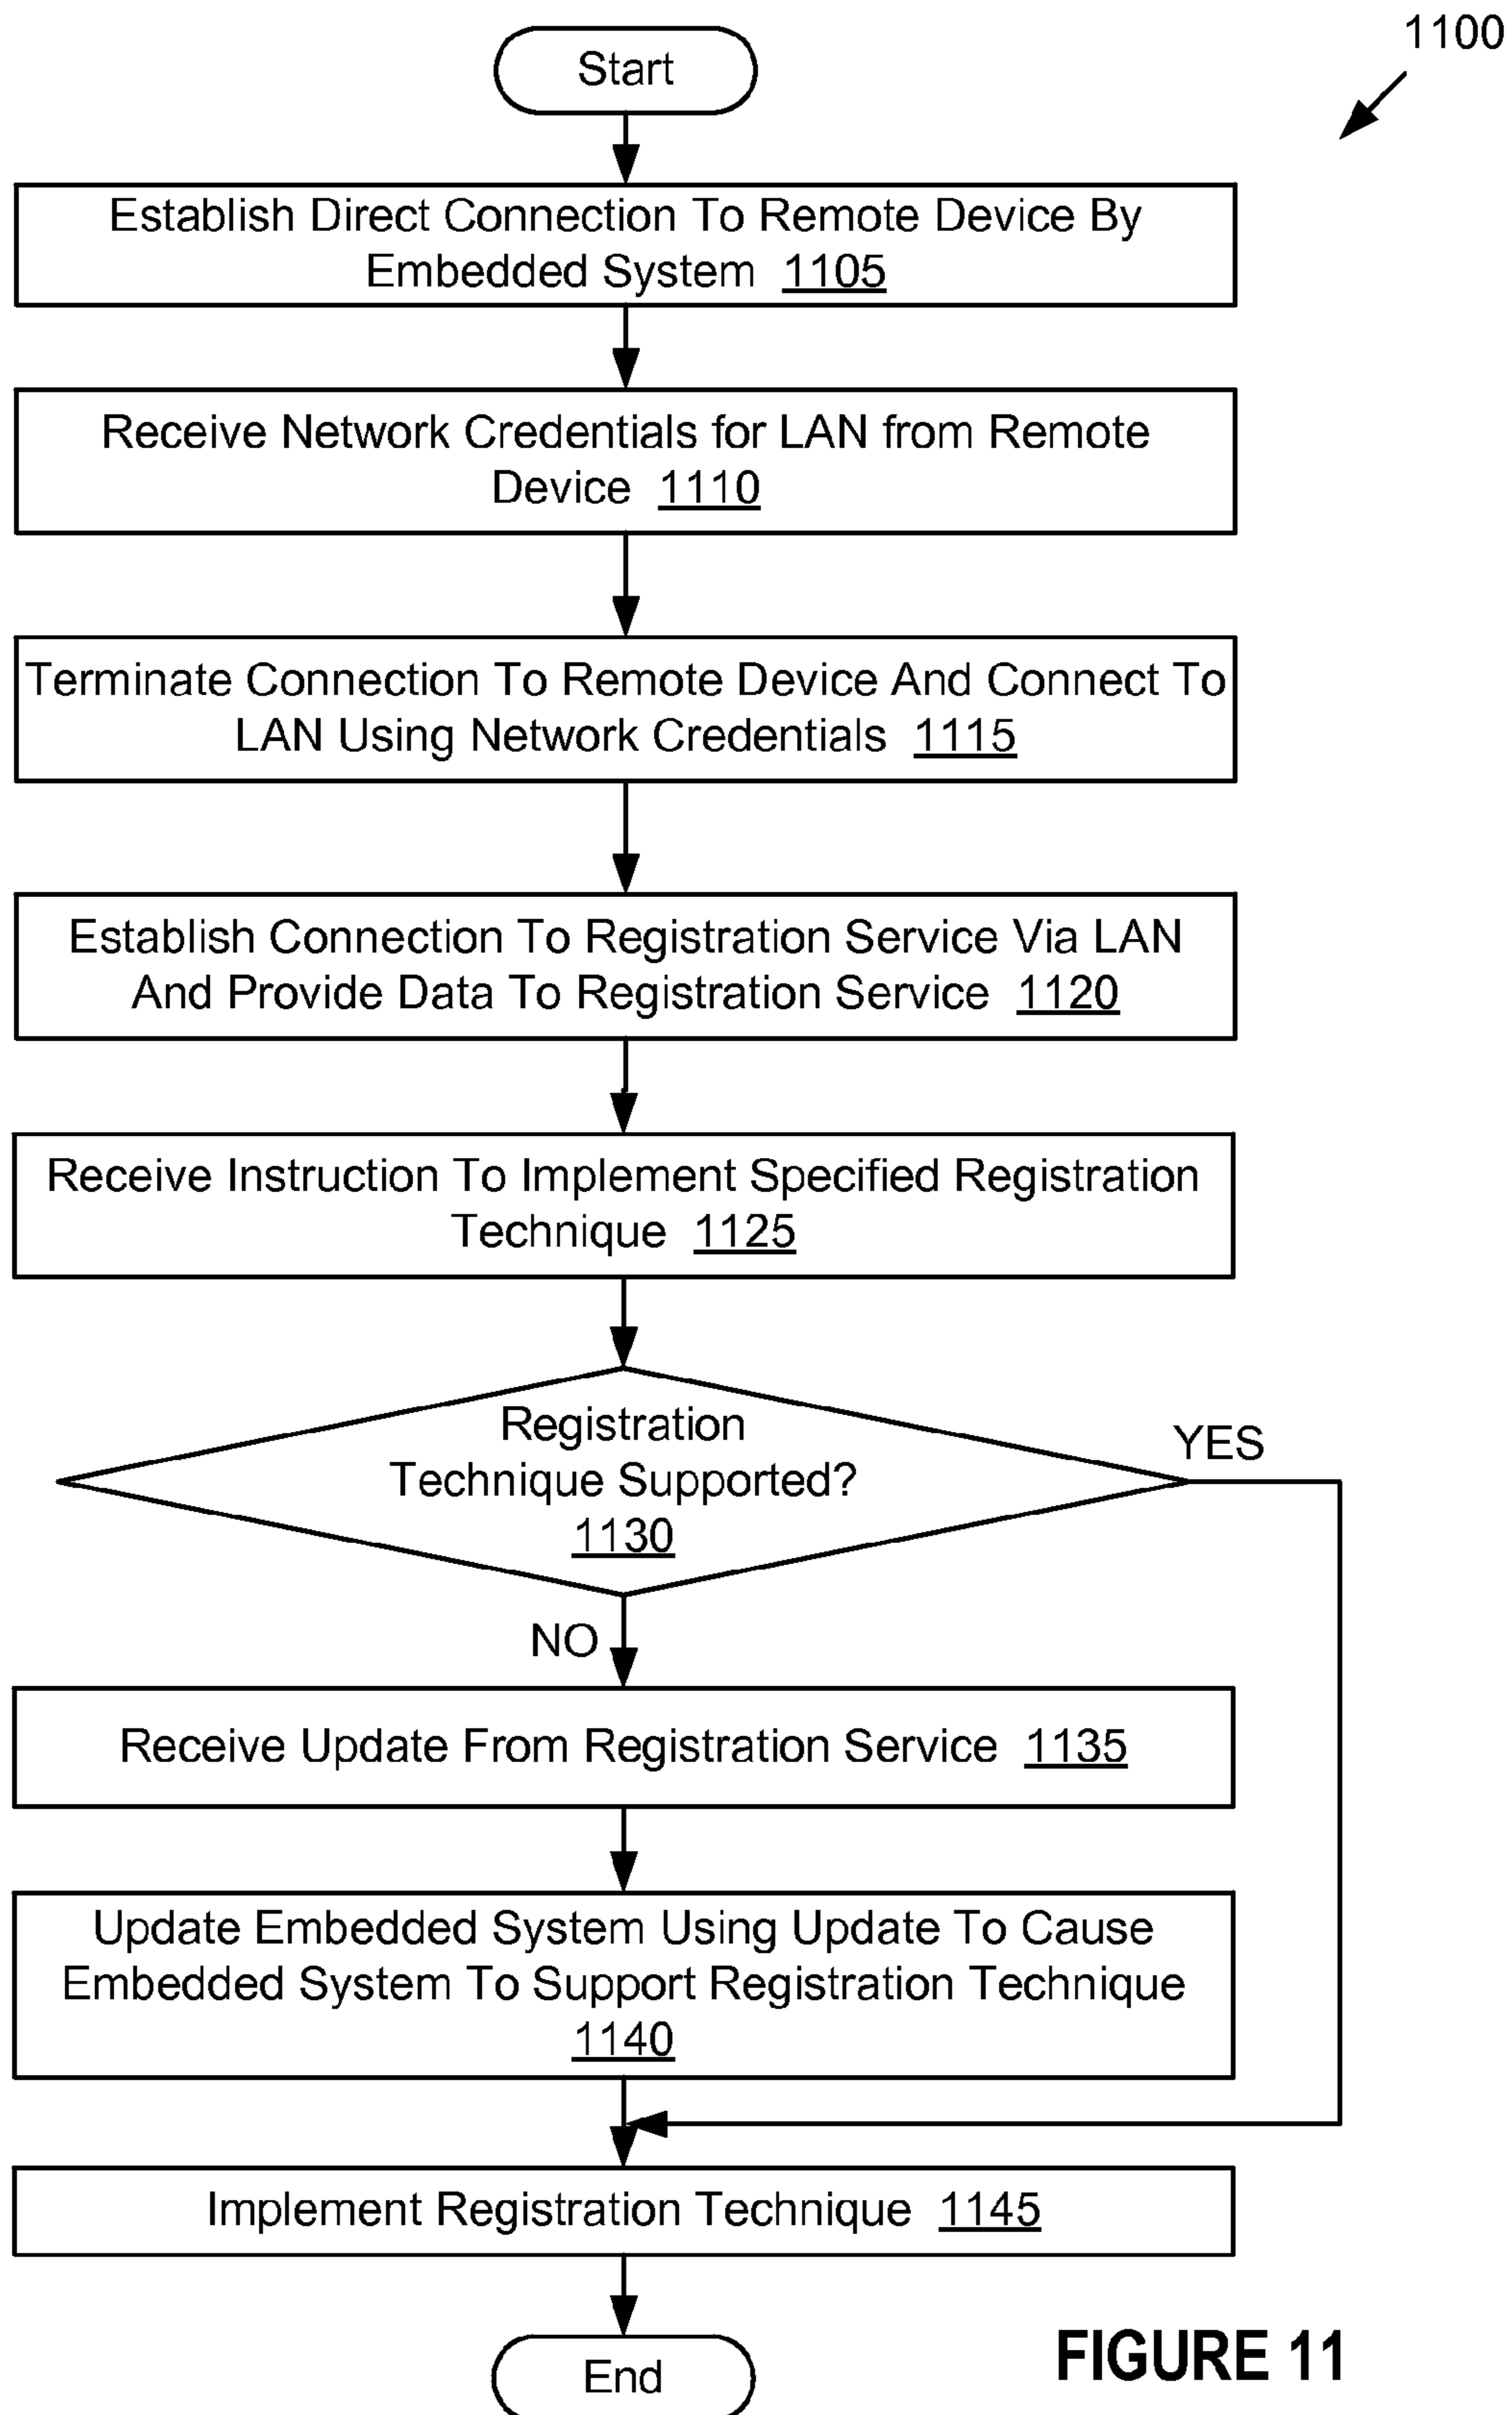 1100
Start
Establish Direct Connection To Remote Device By
Embedded System 1105
Receive Network Credentials for LAN from Remote
Device 1110
Terminate Connection To Remote Device And Connect To
LAN Using Network Credentials 1115
Establish Connection To Registration Service Via LAN
And Provide Data To Registration Service 1120
Receive Instruction To Implement Specified Registration
Technique 1125
Registration
Technique Supported?
1130
YES
NO
Receive Update From Registration Service 1135
Update Embedded System Using Update To Cause
Embedded System To Support Registration Technique
1140
Implement Registration Technique 1145
End
FIGURE 11